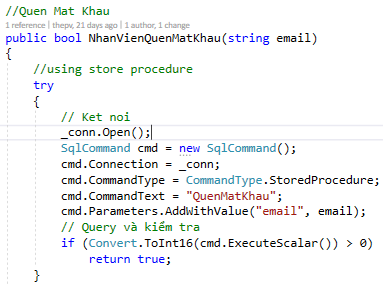 //Quen Mat Khau
1 reference | thepv, 21 days ago | 1 author, 1 change
public bool NhanVienQuenMatKhau(string email)
{
//using store procedure
try
{
// Ket noi
_conn.Open();
SqlCommand cmd = new SqlCommand();
cmd.Connection = _conn;
cmd.CommandType = CommandType.StoredProcedure;
cmd.CommandText = "QuenMatKhau";
cmd.Parameters.AddWithValue("email", email);
// Query và kiểm tra
if (Convert.ToInt16(cmd.ExecuteScalar()) > 0)
return true;
}